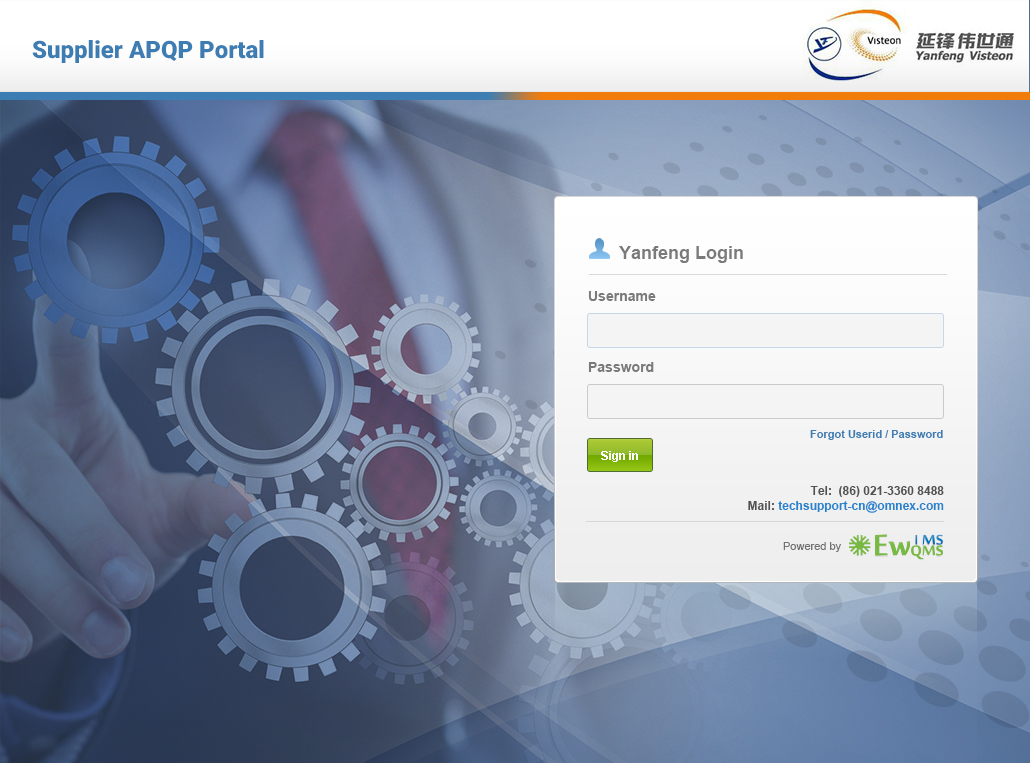 Supplier APQP Portal
Visteon
延锋伟世通
Yanfeng Visteon
Yanfeng Login
Username
Password
Forgot Userid / Password
Sign in
Tel: (86) 021-3360 8488
Mail: techsupport-cn@omnex.com
Powered by EwIMS QMS